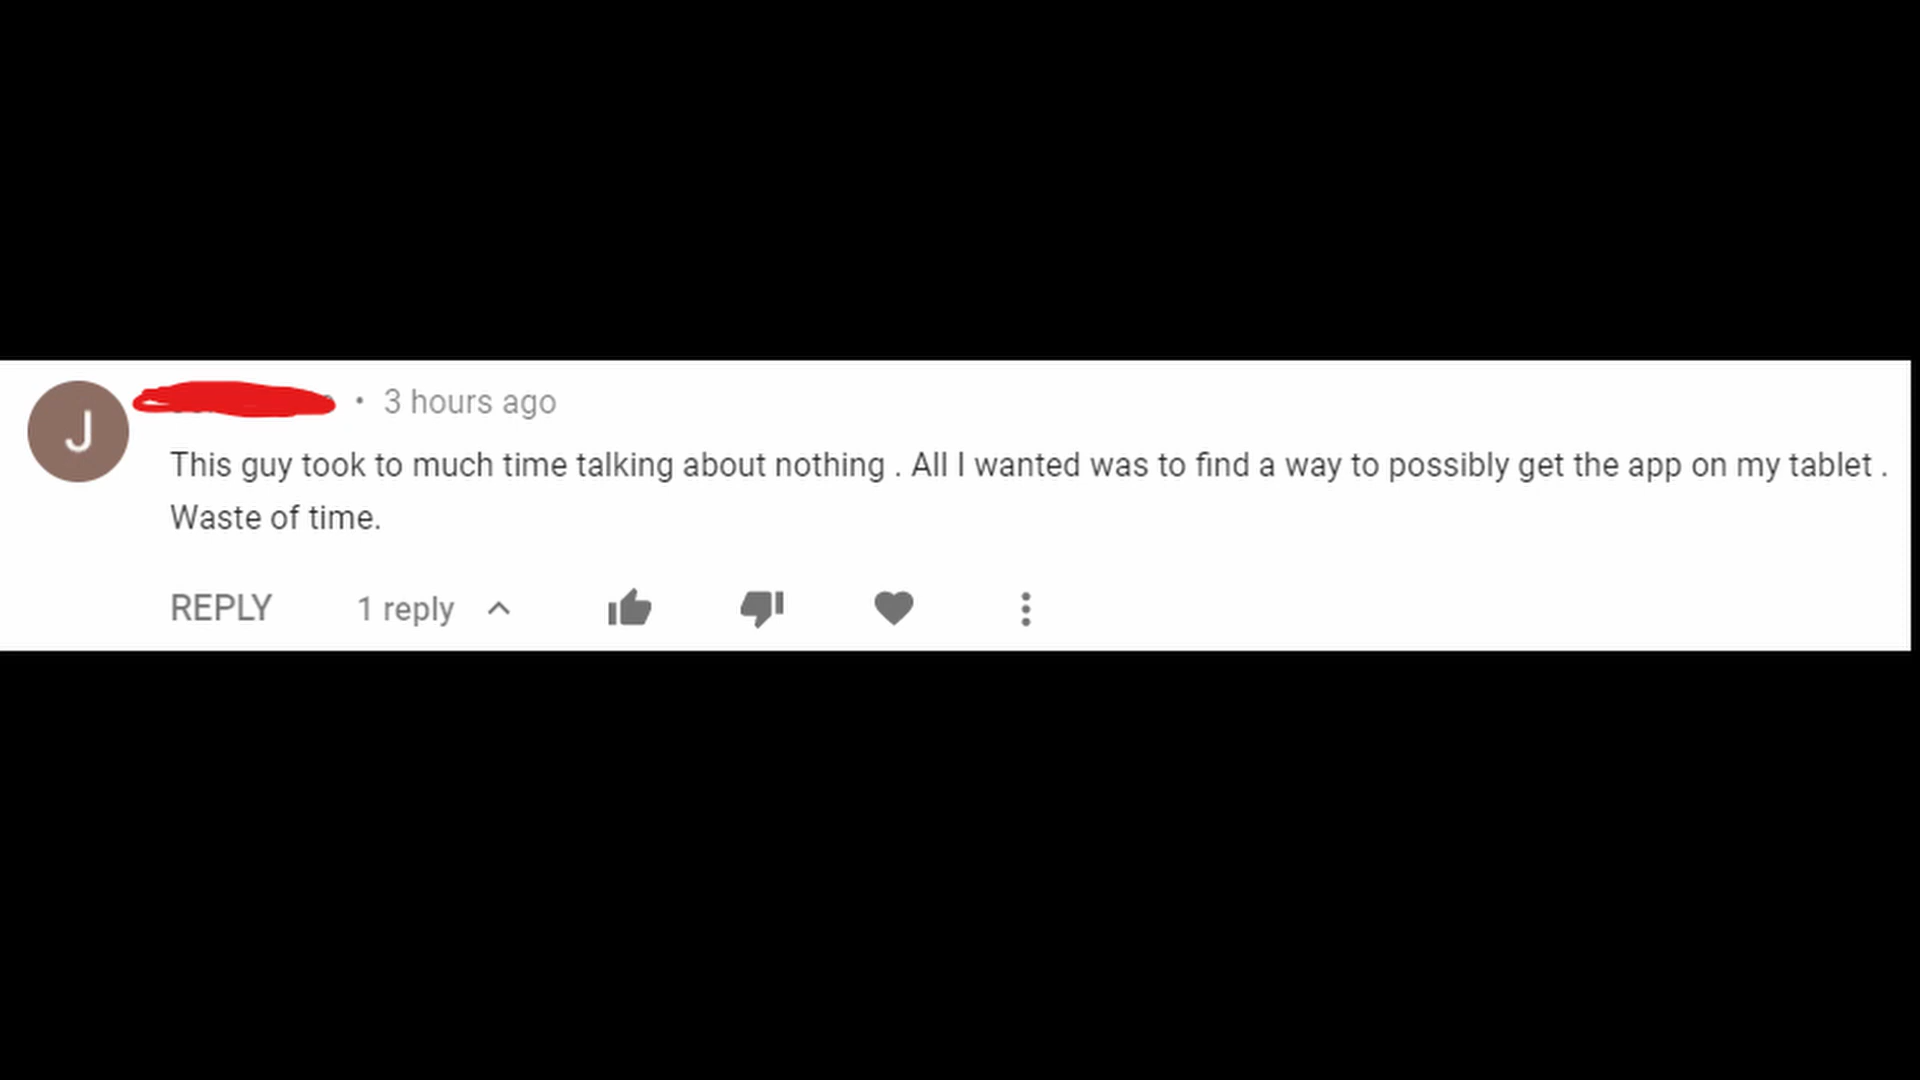 J
• 3 hours ago
This guy took to much time talking about nothing . All I wanted was to find a way to possibly get the app on my tablet .
Waste of time.
REPLY 1 reply